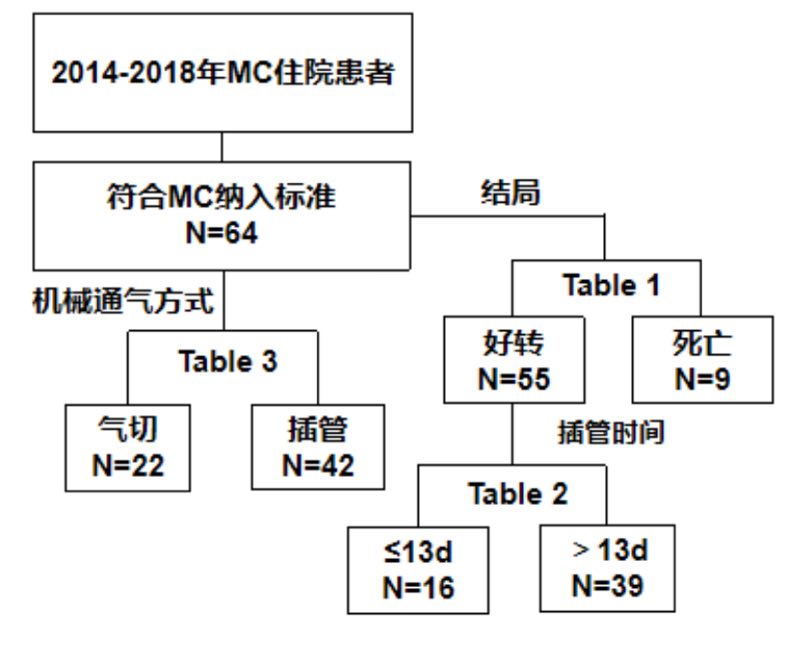 2014-2018年MC住院患者
符合MC纳入标准
N=64
结局
机械通气方式
Table 1
Table 3
好转
N=55
死亡
N=9
气切
N=22
插管
N=42
插管时间
Table 2
≤13d
N=16
> 13d
N=39